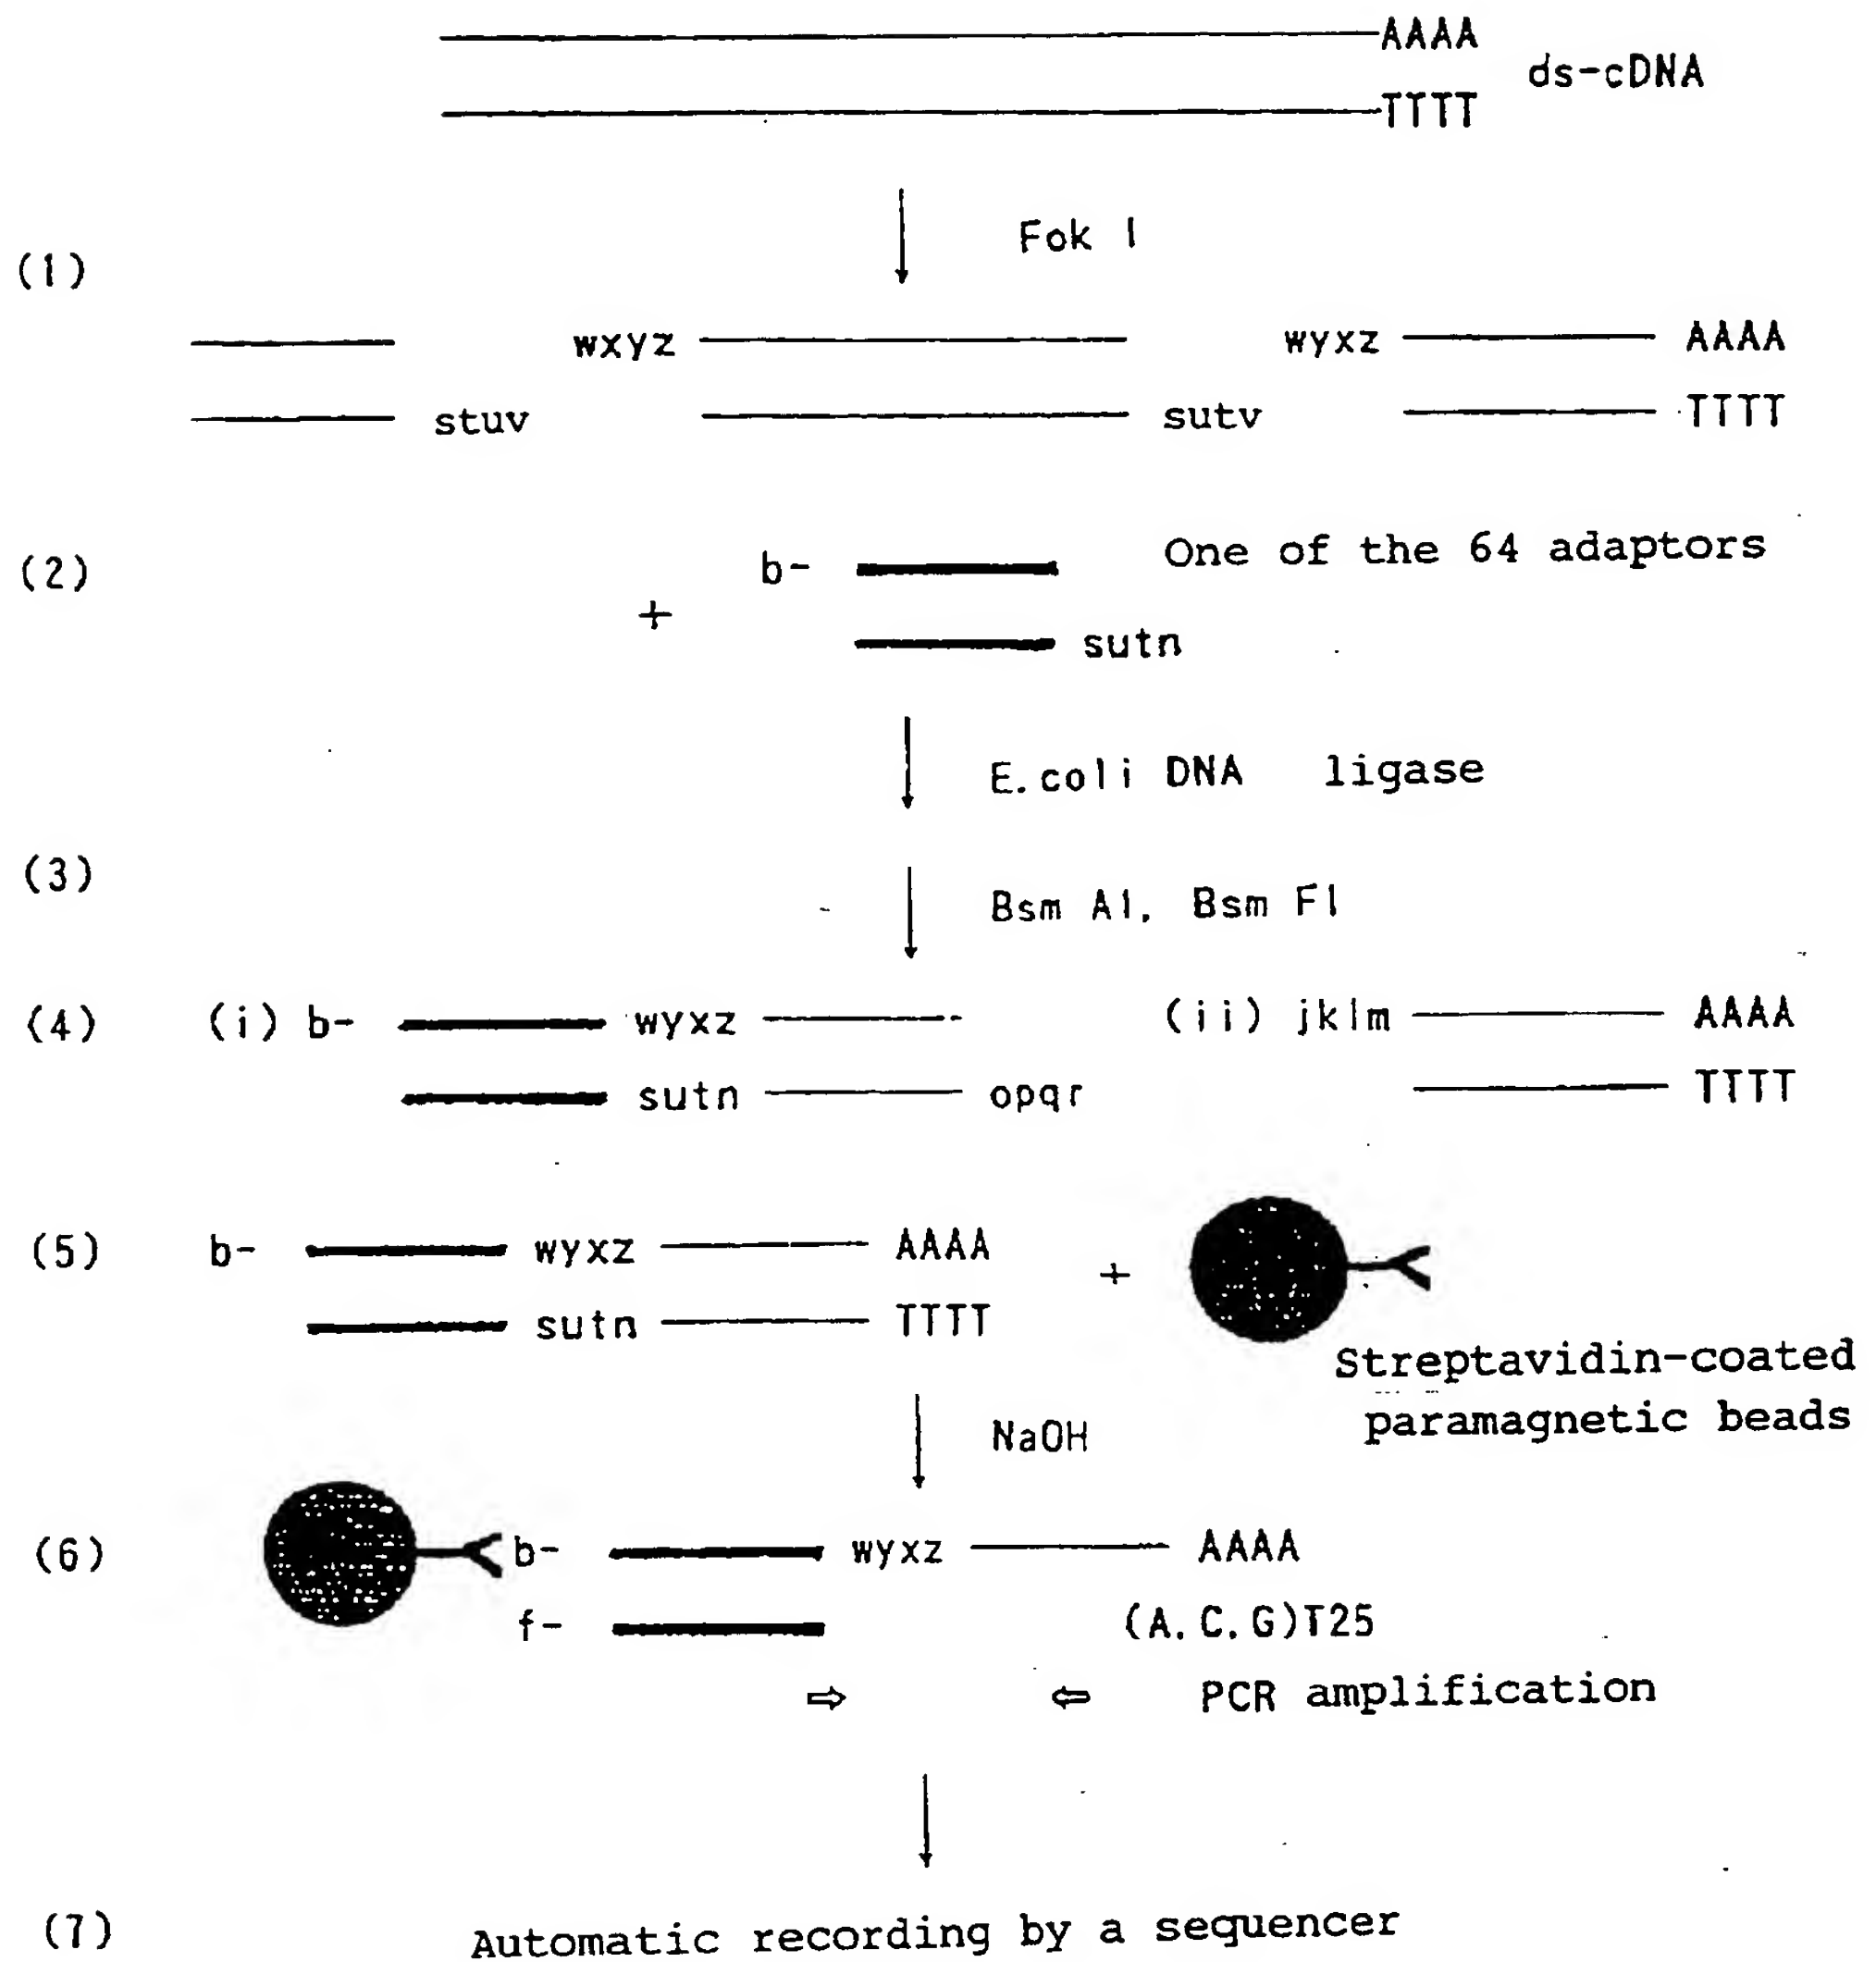 AAAA
ds-cDNA
TTTT
Fok I
(1)
wxyz wyxz AAAA
stuv sutv TTTT
One of the 64 adaptors
(2) b-
+
sutn
E.coli DNA ligase
(3)
Bsm AI, Bsm FI
(4) (i) b- wyxz (ii) jklm AAAA
sutn opqr TTTT
(5) b- wyxz AAAA +
sutn TTTT
Streptavidin-coated
paramagnetic beads
NaOH
(6) b- wyxz AAAA
f- (A.C.G)T25
PCR amplification
(7) Automatic recording by a sequencer